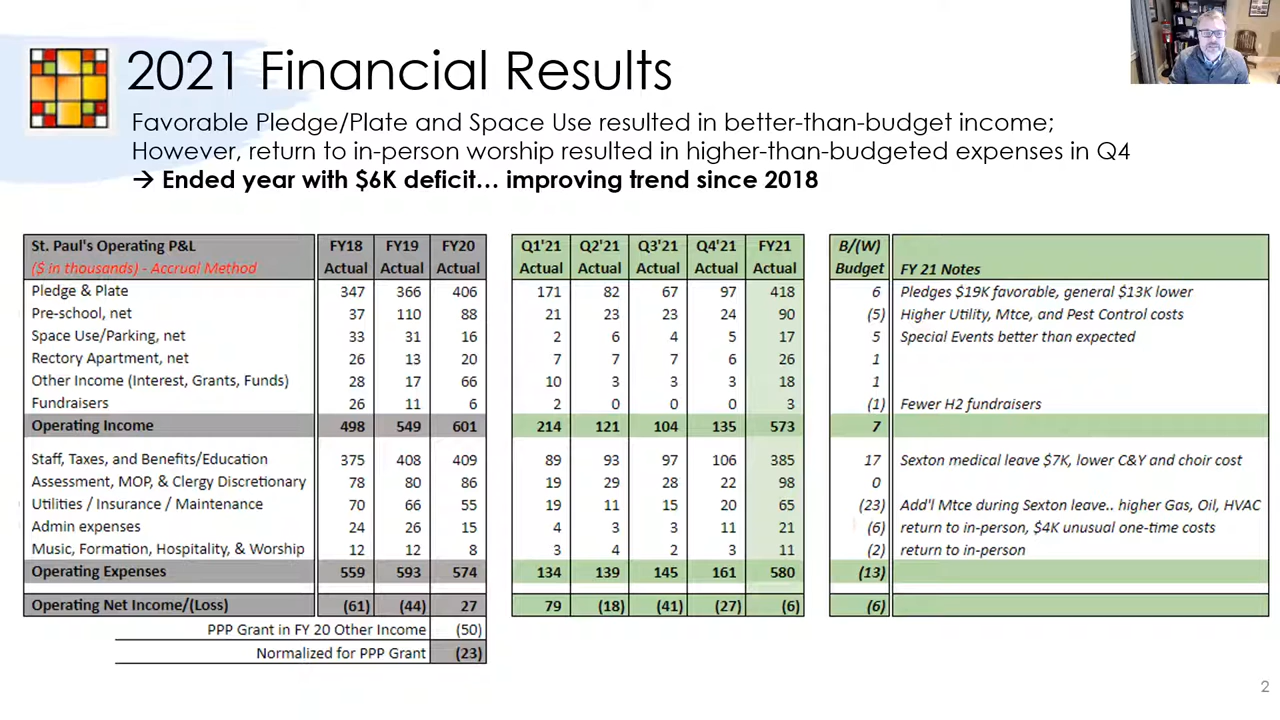 2021 Financial Results
Favorable Pledge/Plate and Space Use resulted in better-than-budget income;
However, return to in-person worship resulted in higher-than-budgeted expenses in Q4
→ Ended year with $6K deficit... improving trend since 2018
St. Paul's Operating P&L FY18 FY19 FY20 Q1'21 Q2'21 Q3'21 Q4'21 FY21 B/(W)
($ in thousands) - Accrual Method Actual Actual Actual Actual Actual Actual Actual Actual Budget FY 21 Notes
Pledge & Plate 347 366 406 171 82 67 97 418 6 Pledges $19K favorable, general $13K lower
Pre-school, net 37 110 88 21 23 23 24 90 (5) Higher Utility, Mtce, and Pest Control costs
Space Use/Parking, net 33 31 16 2 6 4 5 17 5 Special Events better than expected
Rectory Apartment, net 26 13 20 7 7 7 6 26 1
Other Income (Interest, Grants, Funds) 28 17 66 10 3 3 3 18 1
Fundraisers 26 11 6 2 0 0 0 3 (1) Fewer H2 fundraisers
Operating Income 498 549 601 214 121 104 135 573 7
Staff, Taxes, and Benefits/Education 375 408 409 89 93 97 106 385 17 Sexton medical leave $7K, lower C&Y and choir cost
Assessment, MOP, & Clergy Discretionary 78 80 86 19 29 28 22 98 0
Utilities / Insurance / Maintenance 70 66 55 19 11 15 20 65 (23) Add'l Mtce during Sexton leave.. higher Gas, Oil, HVAC
Admin expenses 24 26 15 4 3 3 11 21 (6) return to in-person, $4K unusual one-time costs
Music, Formation, Hospitality, & Worship 12 12 8 3 4 2 3 11 (2) return to in-person
Operating Expenses 559 593 574 134 139 145 161 580 (13)
Operating Net Income/(Loss) (61) (44) 27 79 (18) (41) (27) (6) (6)
PPP Grant in FY 20 Other Income (50)
Normalized for PPP Grant (23)
2